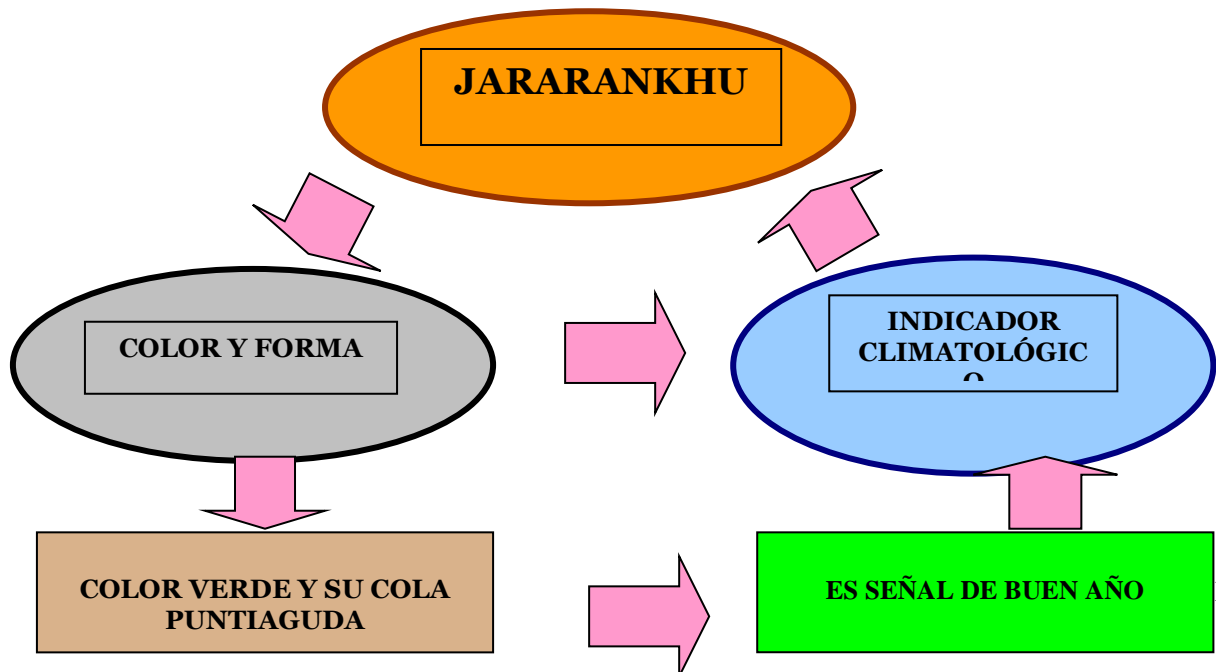 JARARANKHU
COLOR Y FORMA
INDICADOR
CLIMATOLÓGIC
O
COLOR VERDE Y SU COLA
PUNTIAGUDA
ES SEÑAL DE BUEN AÑO